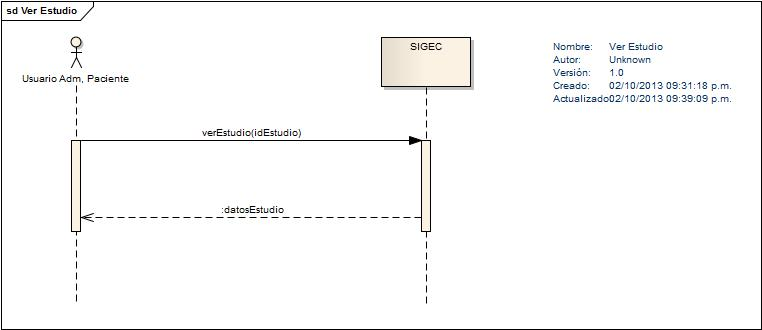 sd Ver Estudio
Usuario Adm, Paciente
SIGEC
Nombre: Ver Estudio
Autor: Unknown
Versión: 1.0
Creado: 02/10/2013 09:31:18 p.m.
Actualizado02/10/2013 09:39:09 p.m.
verEstudio(idEstudio)
:datosEstudio